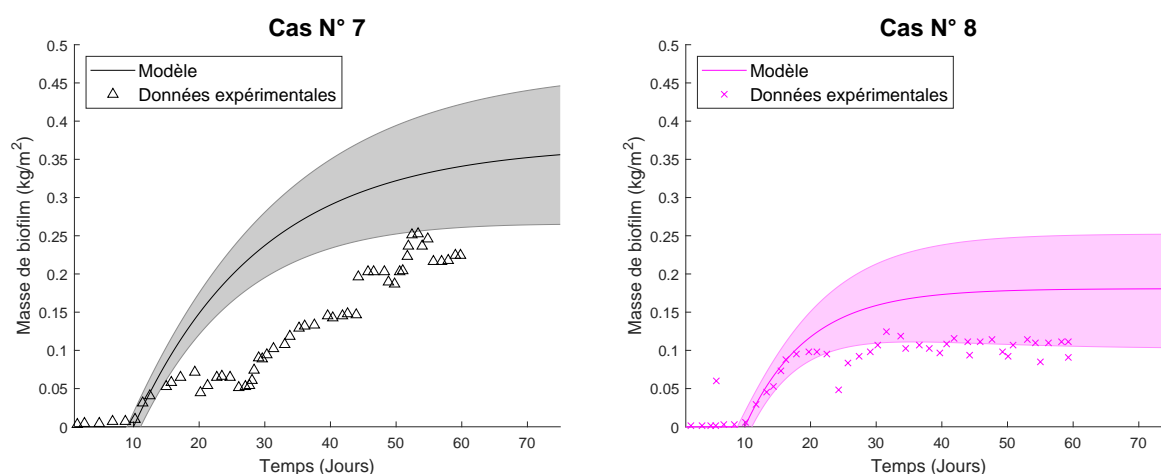 Cas N° 7
Masse de biofilm (kg/m²)
0.5
0.45
0.4
0.35
0.3
0.25
0.2
0.15
0.1
0.05
0
Modèle
Données expérimentales
10 20 30 40 50 60 70
Temps (Jours)
Cas N° 8
Masse de biofilm (kg/m²)
0.5
0.45
0.4
0.35
0.3
0.25
0.2
0.15
0.1
0.05
0
Modèle
Données expérimentales
10 20 30 40 50 60 70
Temps (Jours)